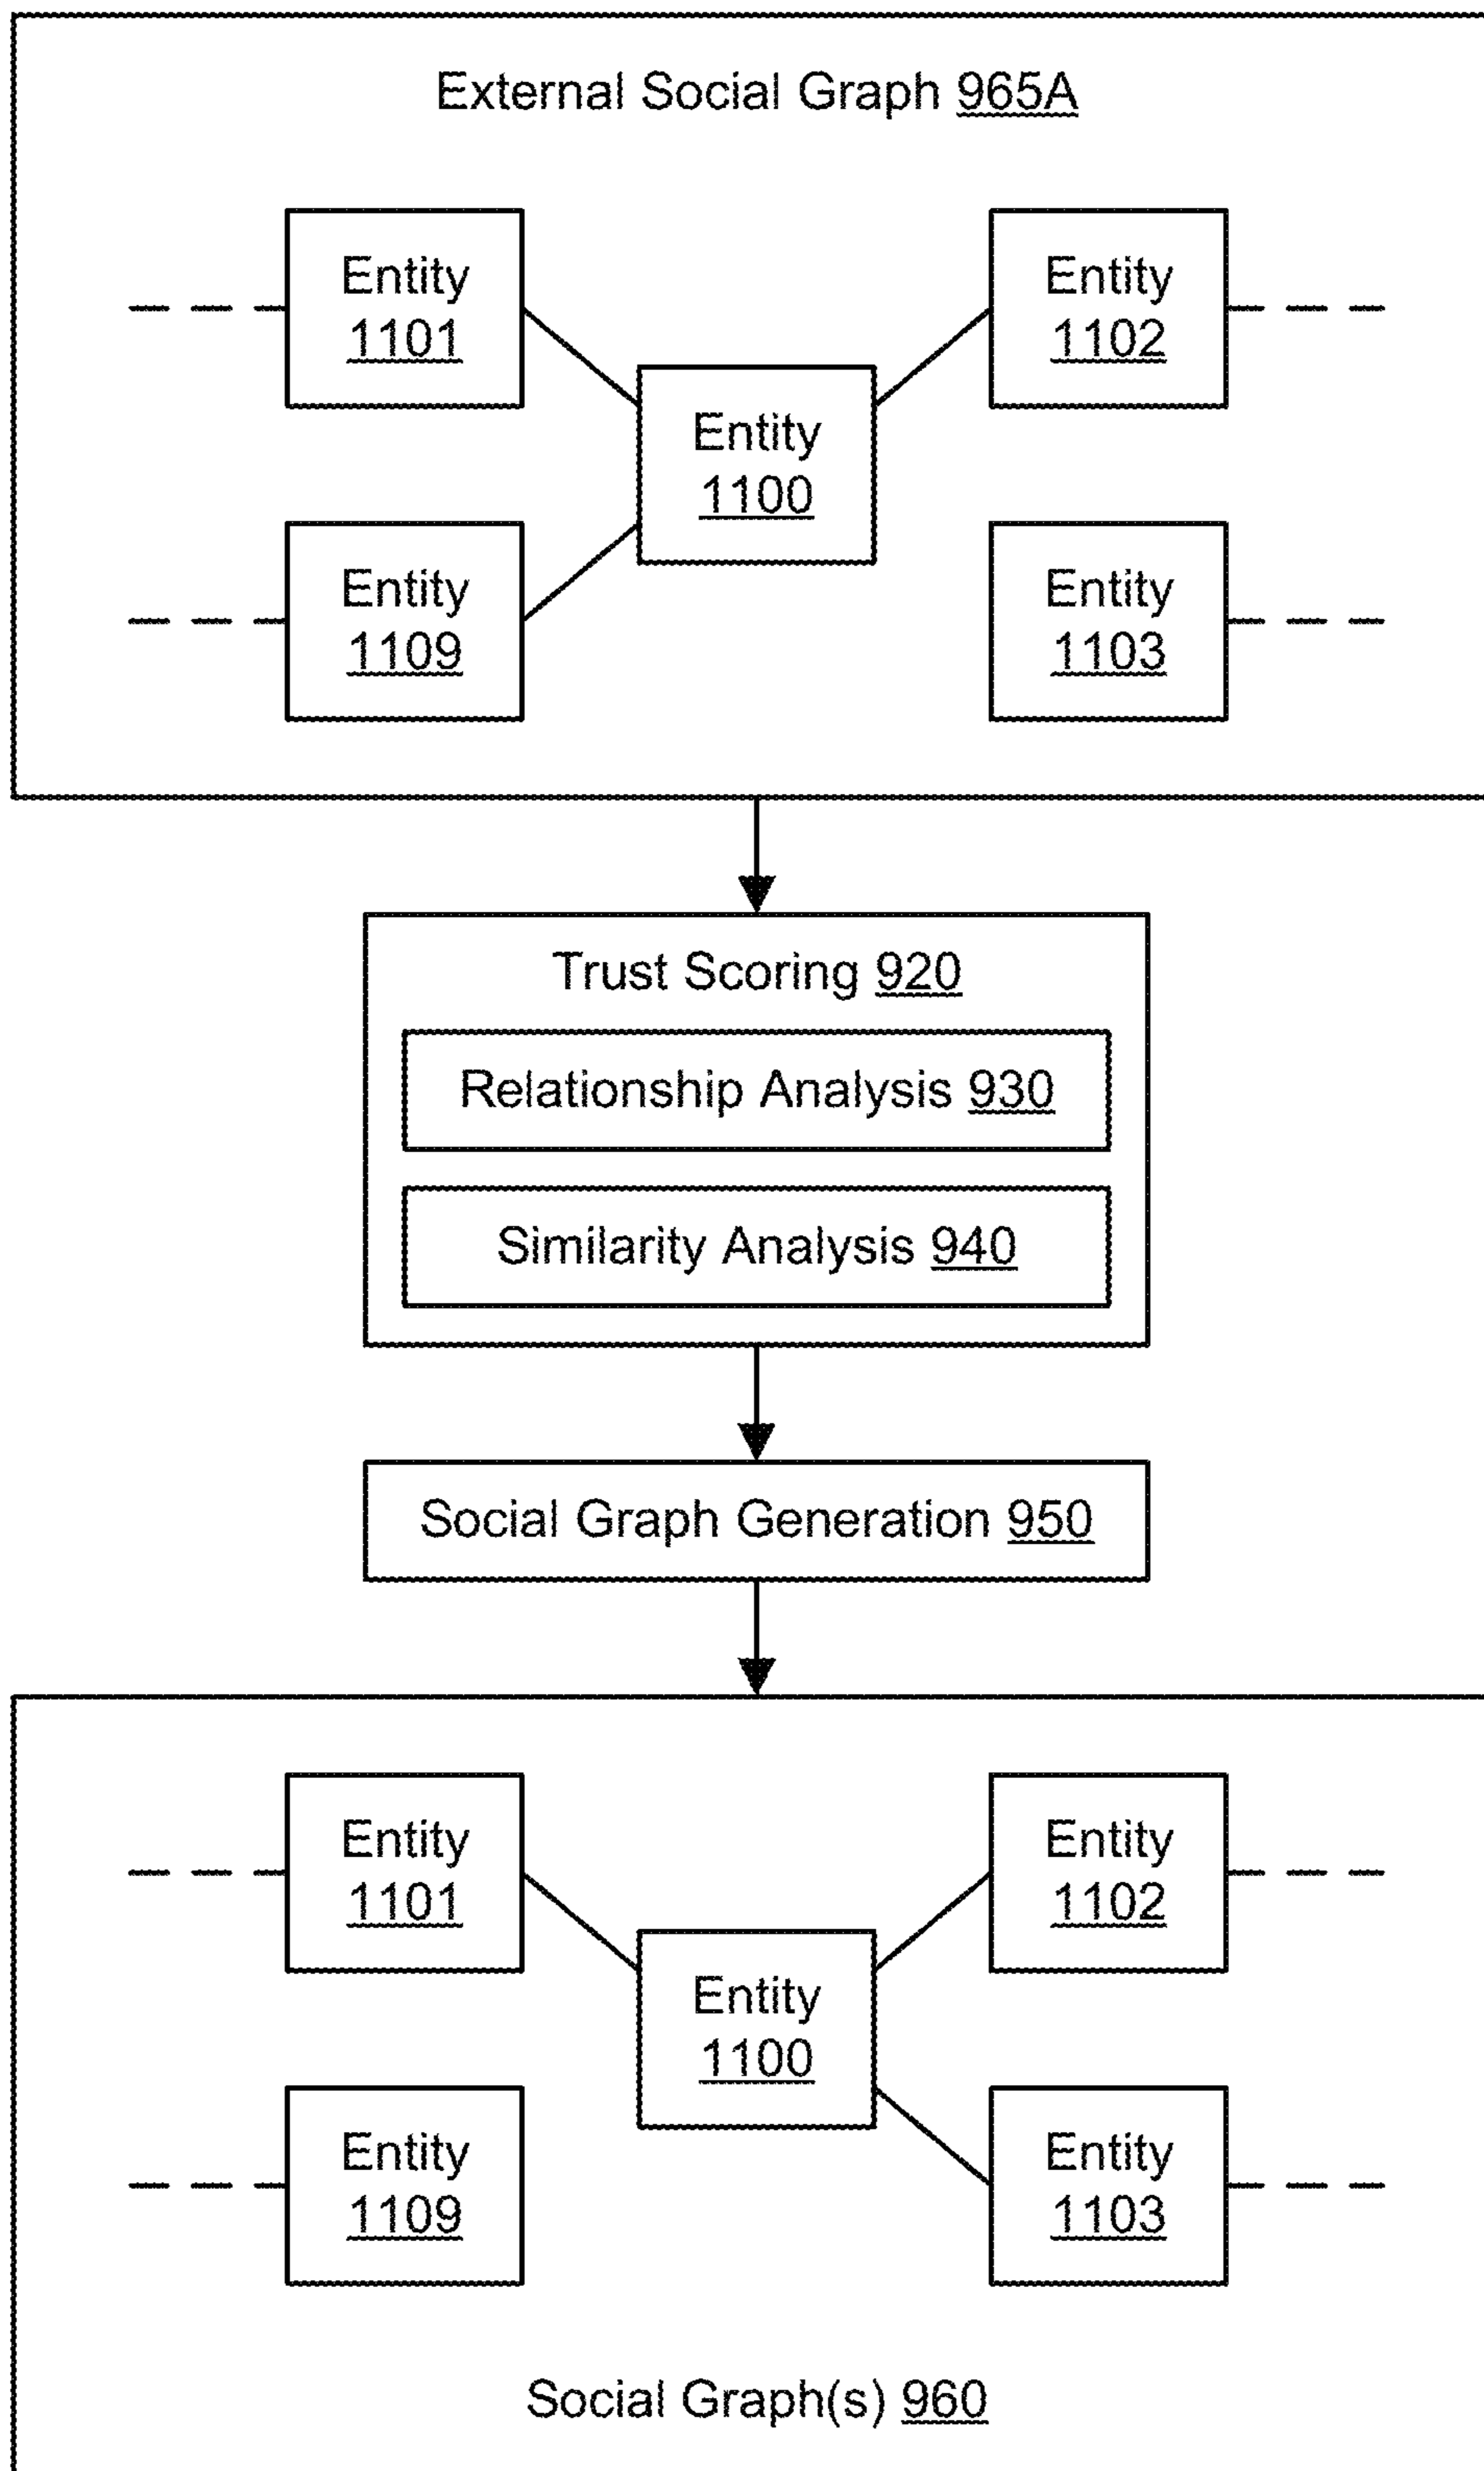 External Social Graph 965A
Entity
1101
Entity
1102
Entity
1100
Entity
1109
Entity
1103
Trust Scoring 920
Relationship Analysis 930
Similarity Analysis 940
Social Graph Generation 950
Entity
1101
Entity
1102
Entity
1100
Entity
1109
Entity
1103
Social Graph(s) 960